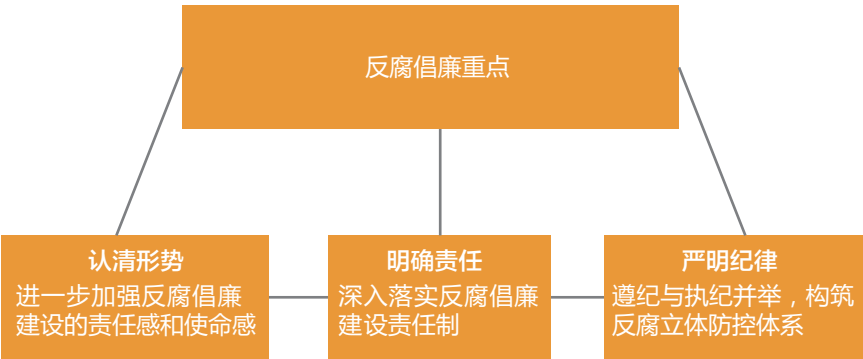 反腐倡廉重点
认清形势
进一步加强反腐倡廉
建设的责任感和使命感
明确责任
深入落实反腐倡廉
建设责任制
严明纪律
遵纪与执纪并举，构筑
反腐立体防控体系